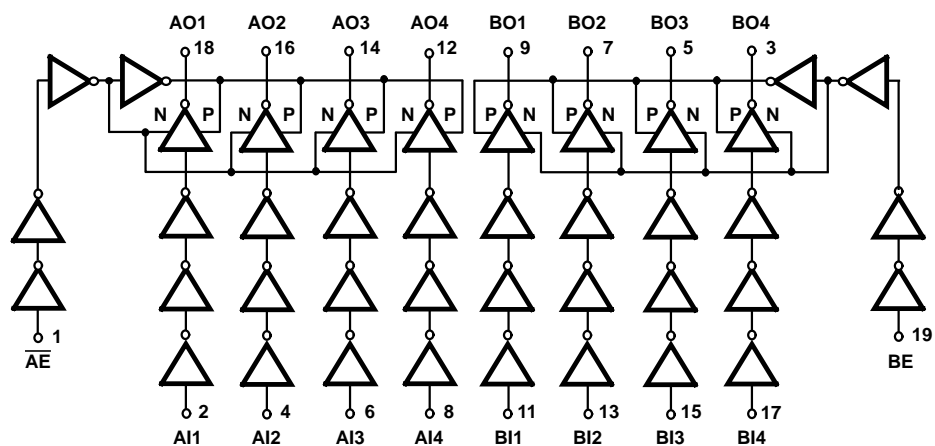 AO1 AO2 AO3 AO4 BO1 BO2 BO3 BO4
18 16 14 12 9 7 5 3
N P N P N P N P P N P N P N P N
1 19
AE BE
2 4 6 8 11 13 15 17
AI1 AI2 AI3 AI4 BI1 BI2 BI3 BI4